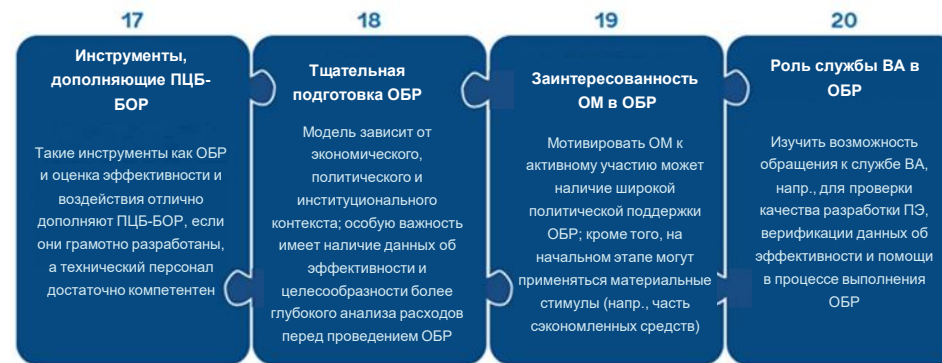 17
Инструменты,
дополняющие ПЦБ-
БОР
Такие инструменты как ОБР
и оценка эффективности и
воздействия отлично
дополняют ПЦБ-БОР, если
они грамотно разработаны,
а технический персонал
достаточно компетентен
18
Тщательная
подготовка ОБР
Модель зависит от
экономического,
политического и
институционального
контекста; особую важность
имеет наличие данных об
эффективности и
целесообразности более
глубокого анализа расходов
перед проведением ОБР
19
Заинтересованность
ОМ в ОБР
Мотивировать ОМ к
активному участию может
наличие широкой
политической поддержки
ОБР; кроме того, на
начальном этапе могут
применяться материальные
стимулы (напр., часть
сэкономленных средств)
20
Роль службы ВА в
ОБР
Изучить возможность
обращения к службе ВА,
напр., для проверки
качества разработки ПЭ,
верификации данных об
эффективности и помощи
в процессе выполнения
ОБР